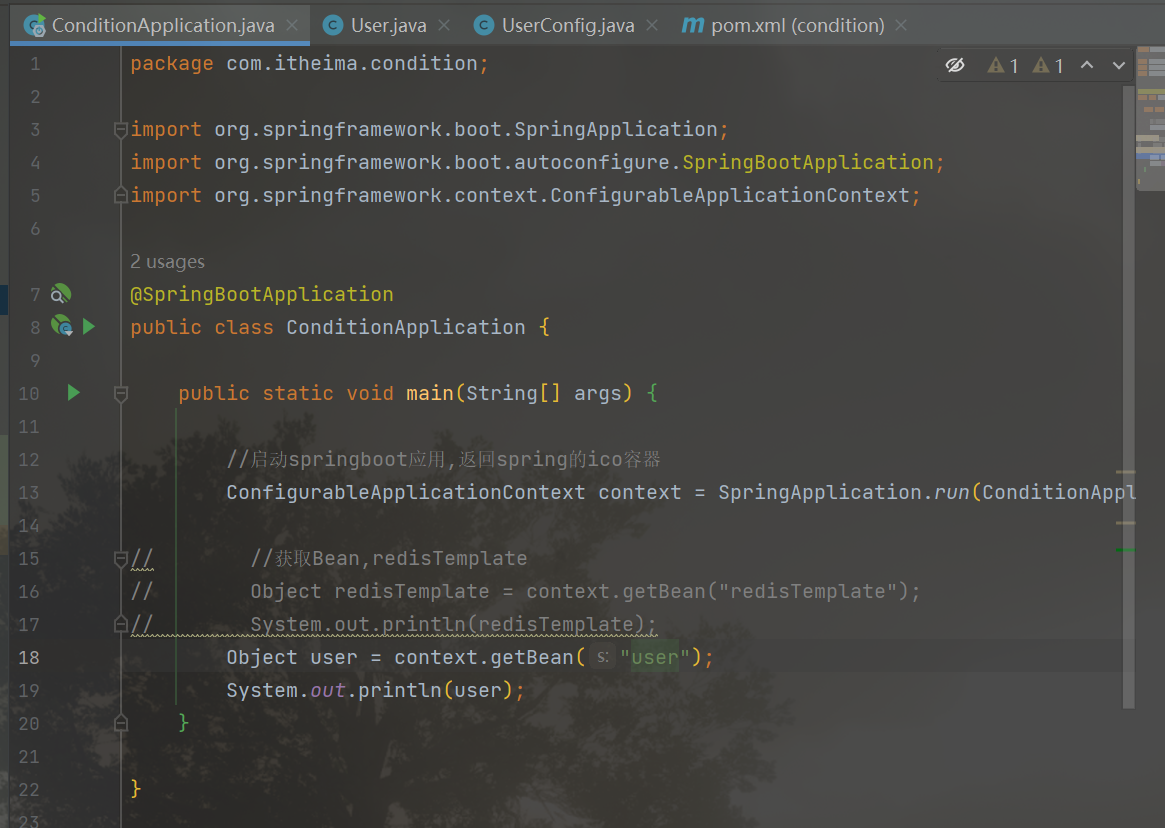 ConditionApplication.java User.java UserConfig.java pom.xml (condition)
1 package com.itheima.condition; 1 1
2
3 import org.springframework.boot.SpringApplication;
4 import org.springframework.boot.autoconfigure.SpringBootApplication;
5 import org.springframework.context.ConfigurableApplicationContext;
6
2 usages
7 @SpringBootApplication
8 public class ConditionApplication {
9
10 public static void main(String[] args) {
11
12 //启动springboot应用,返回spring的ico容器
13 ConfigurableApplicationContext context = SpringApplication.run(ConditionAppl
14
15 // //获取Bean,redisTemplate
16 // Object redisTemplate = context.getBean("redisTemplate");
17 // System.out.println(redisTemplate);
18 Object user = context.getBean( s: "user");
19 System.out.println(user);
20 }
21
22 }
23